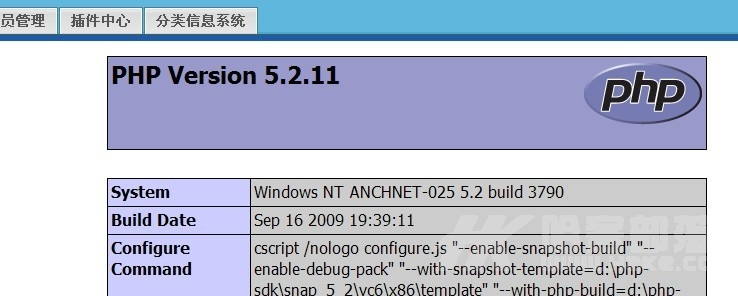 员管理 插件中心 分类信息系统
PHP Version 5.2.11
php
System Windows NT ANCHNET-025 5.2 build 3790
Build Date Sep 16 2009 19:39:11
Configure cscript /nologo configure.js "--enable-snapshot-build" "--
Command enable-debug-pack" "--with-snapshot-template=d:\php-
sdk\snap_5_2\vc6\x86\template" "--with-php-build=d:\php-